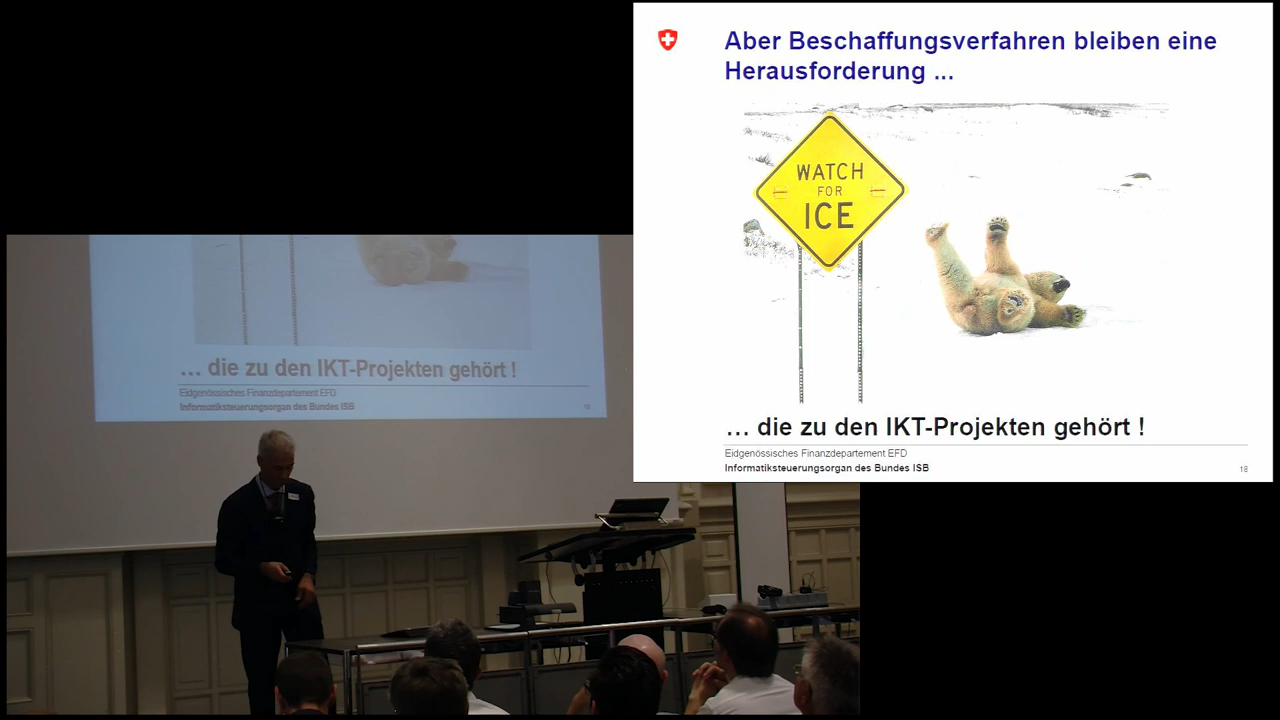 Aber Beschaffungsverfahren bleiben eine
Herausforderung ...
WATCH
FOR
ICE
... die zu den IKT-Projekten gehört !
Eidgenössisches Finanzdepartement EFD
Informatiksteuerungsorgan des Bundes ISB
18
... die zu den IKT-Projekten gehört !
Eidgenössisches Finanzdepartement EFD
Informatiksteuerungsorgan des Bundes ISB